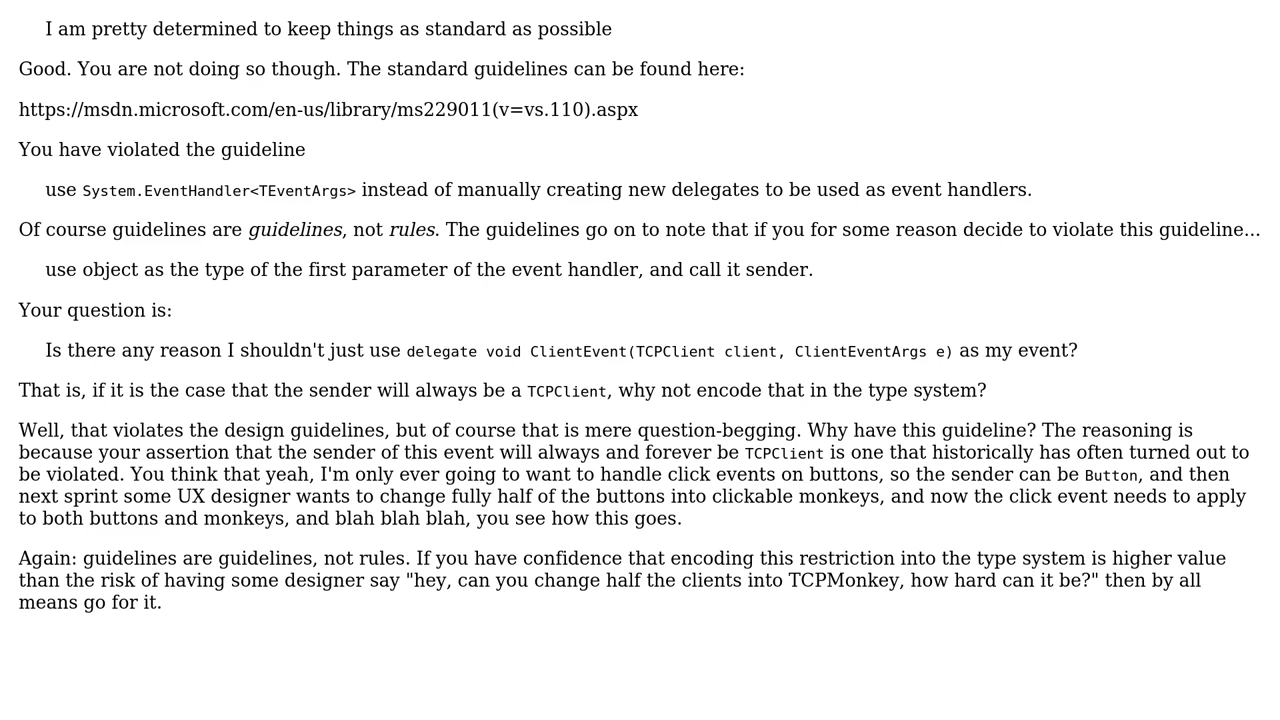 I am pretty determined to keep things as standard as possible
Good. You are not doing so though. The standard guidelines can be found here:
https://msdn.microsoft.com/en-us/library/ms229011(v=vs.110).aspx
You have violated the guideline
use System.EventHandler<TEventArgs> instead of manually creating new delegates to be used as event handlers.
Of course guidelines are guidelines, not rules. The guidelines go on to note that if you for some reason decide to violate this guideline...
use object as the type of the first parameter of the event handler, and call it sender.
Your question is:
Is there any reason I shouldn't just use delegate void ClientEvent(TCPClient client, ClientEventArgs e) as my event?
That is, if it is the case that the sender will always be a TCPClient, why not encode that in the type system?
Well, that violates the design guidelines, but of course that is mere question-begging. Why have this guideline? The reasoning is
because your assertion that the sender of this event will always and forever be TCPClient is one that historically has often turned out to
be violated. You think that yeah, I'm only ever going to want to handle click events on buttons, so the sender can be Button, and then
next sprint some UX designer wants to change fully half of the buttons into clickable monkeys, and now the click event needs to apply
to both buttons and monkeys, and blah blah blah, you see how this goes.
Again: guidelines are guidelines, not rules. If you have confidence that encoding this restriction into the type system is higher value
than the risk of having some designer say "hey, can you change half the clients into TCPMonkey, how hard can it be?" then by all
means go for it.